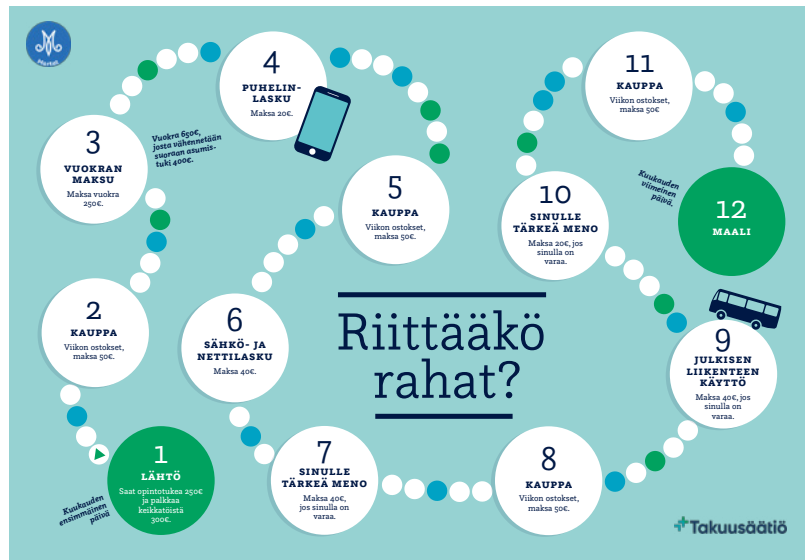 Martat
1
LÄHTÖ
Saat opintotukea 250€
ja palkkaa
keikkatöistä
300€.
Kuukauden
ensimmäinen
päivä
2
KAUPPA
Viikon ostokset,
maksa 50€.
3
VUOKRAN
MAKSU
Maksa vuokra
250€.
Vuokra 650€,
josta vähennetään
suoraan asumis-
tuki 400€.
4
PUHELIN-
LASKU
Maksa 20€.
5
KAUPPA
Viikon ostokset,
maksa 50€.
6
SÄHKÖ- JA
NETTILASKU
Maksa 40€.
7
SINULLE
TÄRKEÄ MENO
Maksa 40€,
jos sinulla on
varaa.
8
KAUPPA
Viikon ostokset,
maksa 50€.
9
JULKISEN
LIIKENTEEN
KÄYTTÖ
Maksa 40€, jos
sinulla on
varaa.
10
SINULLE
TÄRKEÄ MENO
Maksa 20€, jos
sinulla on
varaa.
11
KAUPPA
Viikon ostokset,
maksa 50€
Kuukauden
viimeinen
päivä.
12
MAALI
Riittääkö
rahat?
Takuusäätiö